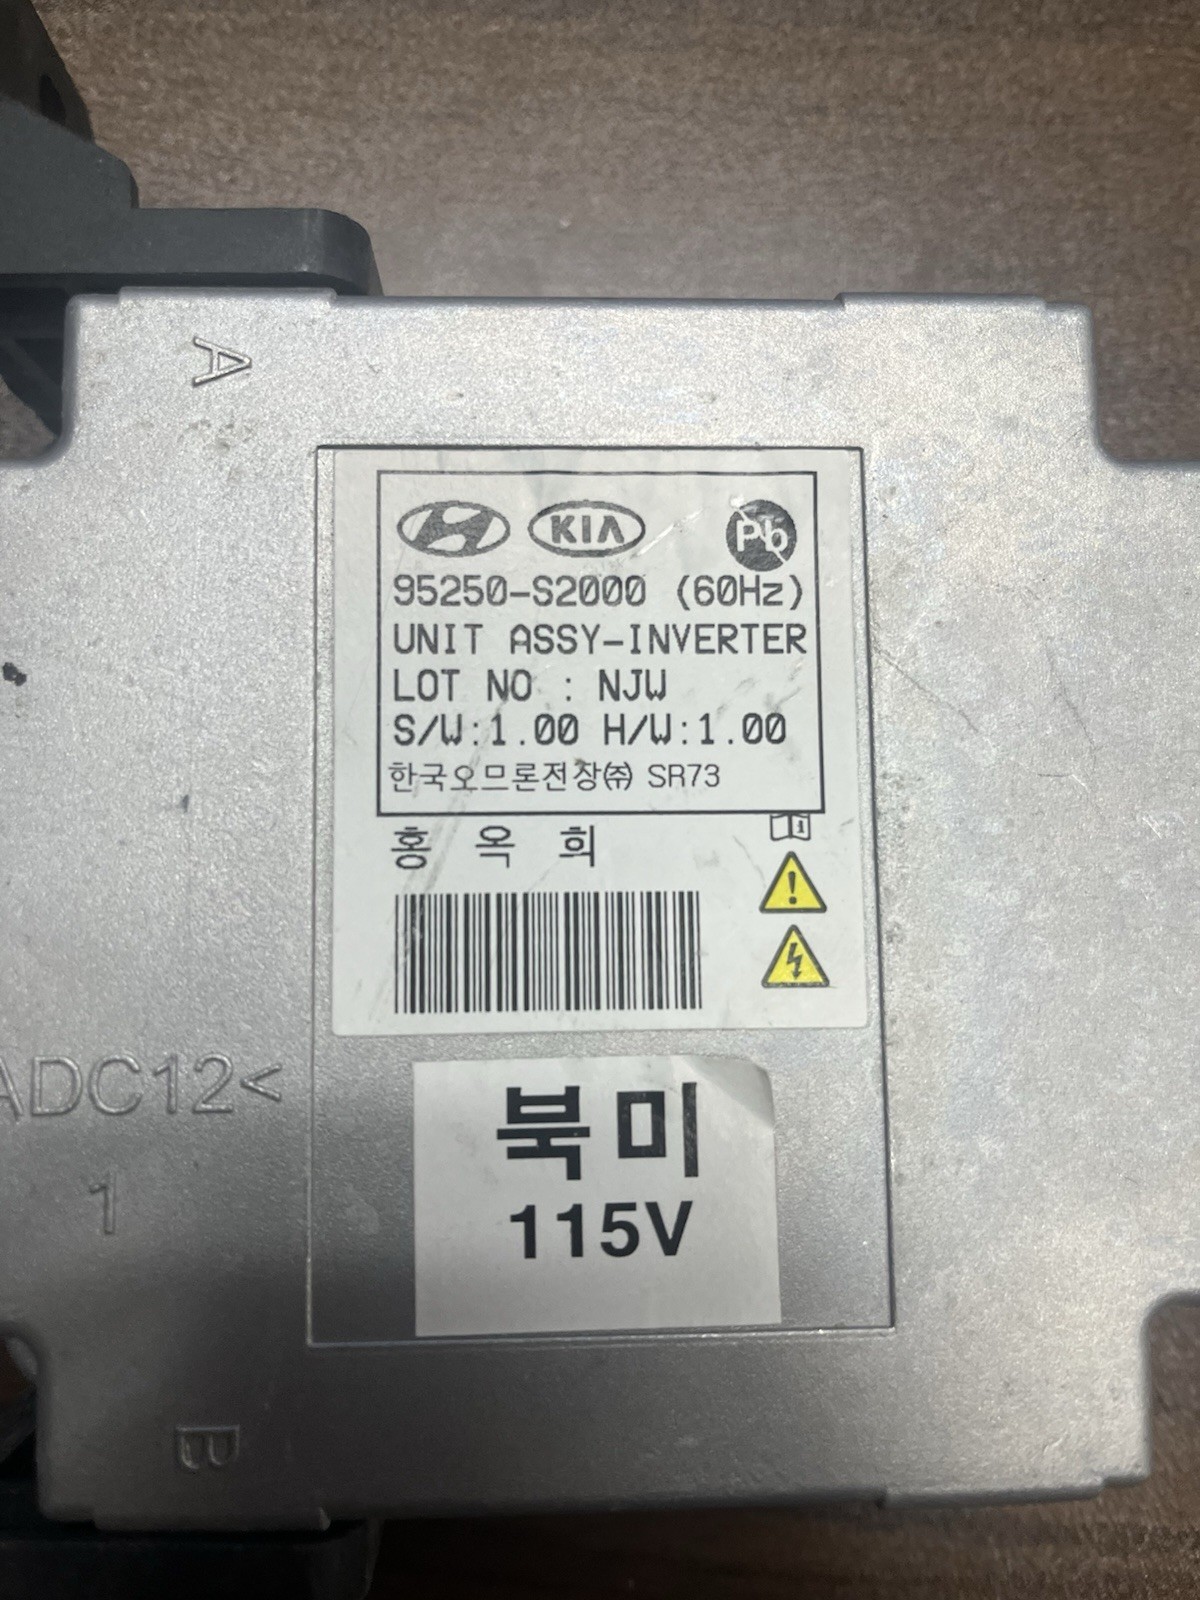 A
KIA Pb
95250-S2000 (60Hz)
UNIT ASSY-INVERTER
LOT NO : NJW
S/W:1.00 H/W:1.00
한국오므론전장㈜ SR73
홍 옥 희
ADC12<
북미
1
115V
B